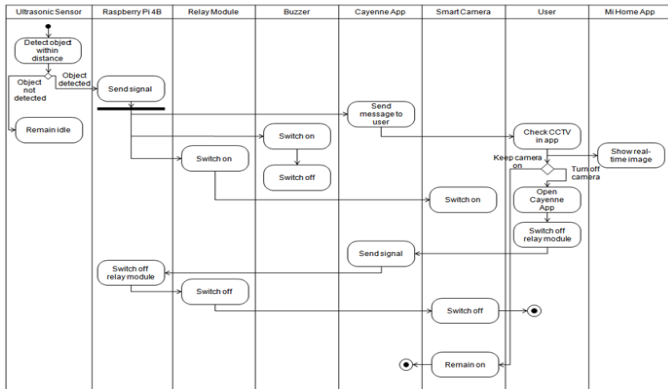 Ultrasonic Sensor
Raspberry Pi 4B
Relay Module
Buzzer
Cayenne App
Smart Camera
User
Mi Home App
Detect object
within
distance
Object
not
detected
Object
detected
Send signal
Remain idle
Send
message to
user
Switch on
Check CCTV
in app
Switch on
Keep camera
on
Show real-
time image
Switch off
Turn off
camera
Open
Cayenne
App
Switch on
Switch off
relay module
Send signal
Switch off
relay module
Switch off
Switch off
Remain on